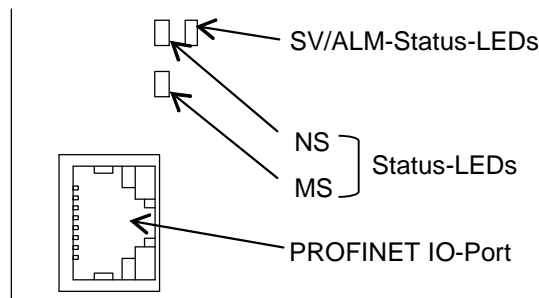 SV/ALM-Status-LEDs
NS
Status-LEDs
MS
PROFINET IO-Port